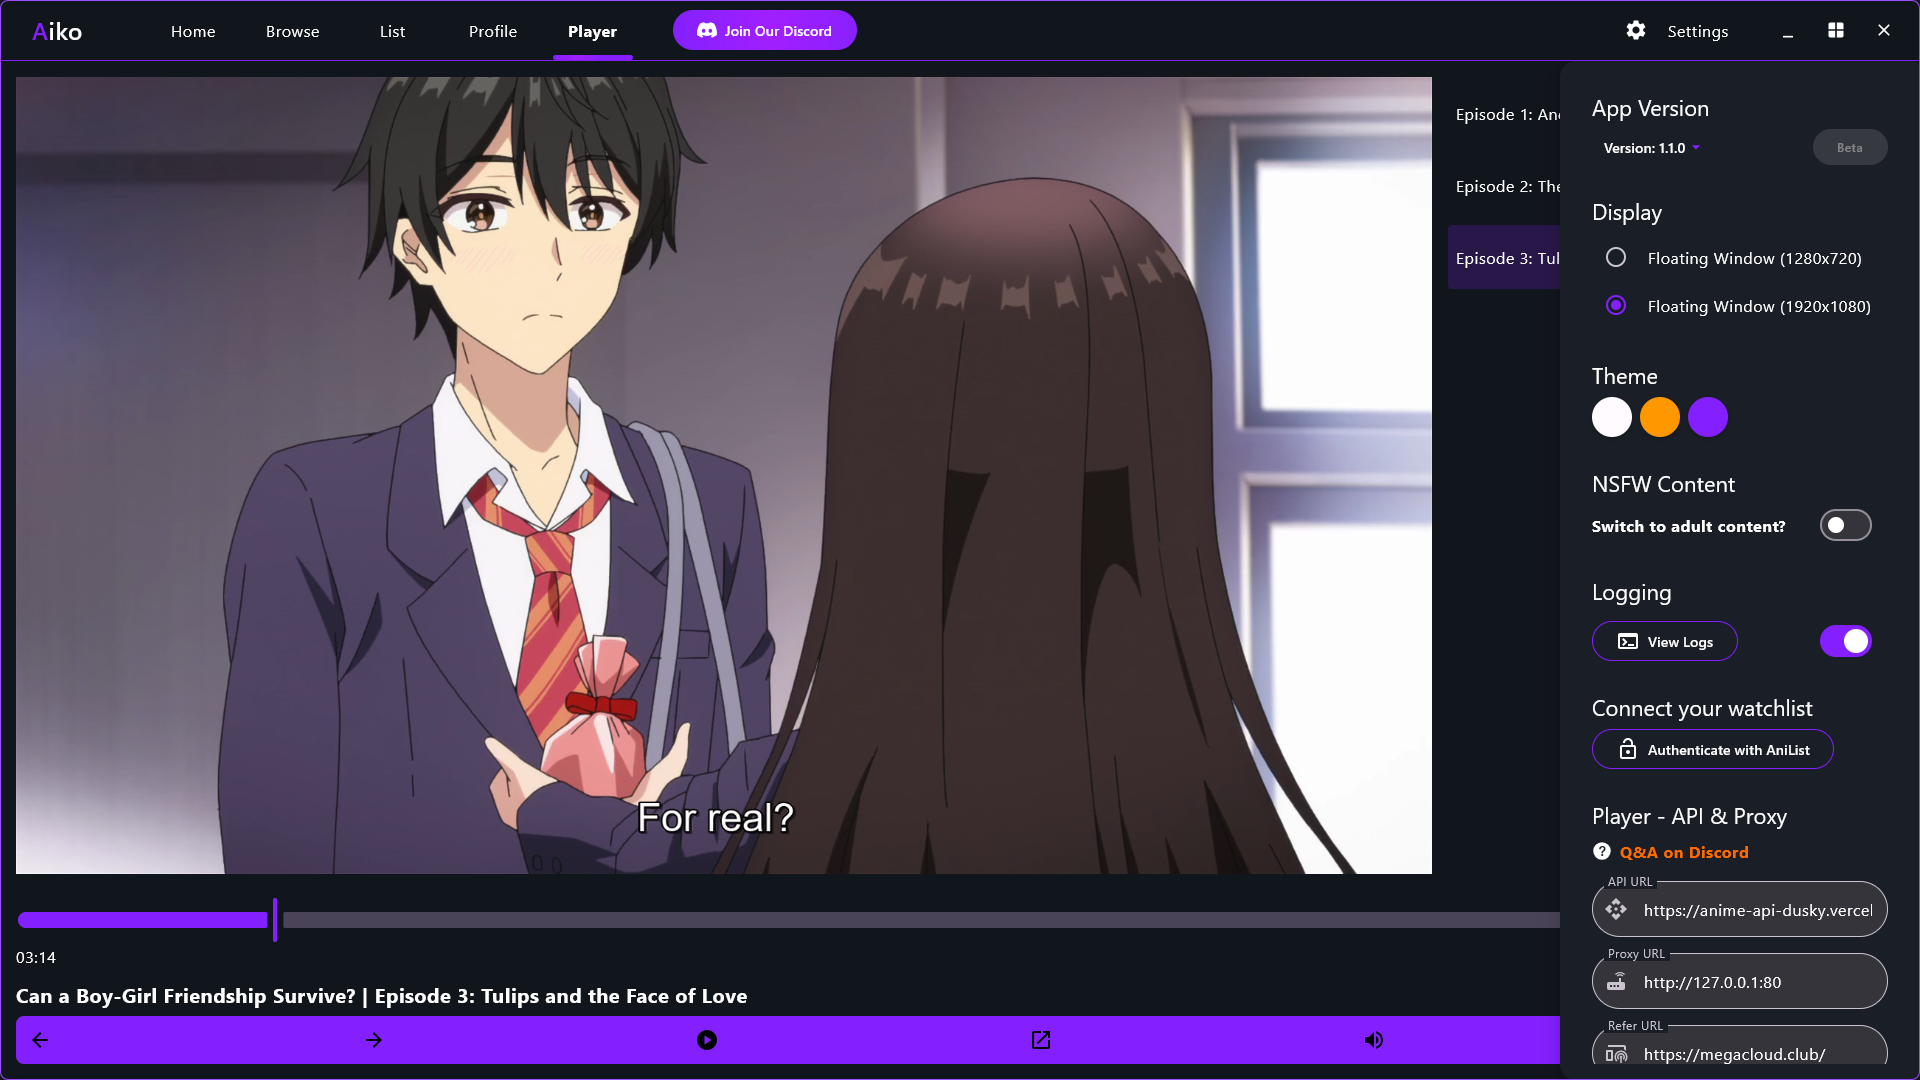 Aiko
Home
Browse
List
Profile
Player
Join Our Discord
Settings
Episode 1: An
Episode 2: The
Episode 3: Tul
For real?
03:14
Can a Boy-Girl Friendship Survive? | Episode 3: Tulips and the Face of Love
App Version
Version: 1.1.0
Beta
Display
Floating Window (1280x720)
Floating Window (1920x1080)
Theme
NSFW Content
Switch to adult content?
Logging
View Logs
Connect your watchlist
Authenticate with AniList
Player - API & Proxy
Q&A on Discord
API URL
https://anime-api-dusky.vercel
Proxy URL
http://127.0.0.1:80
Refer URL
https://megacloud.club/